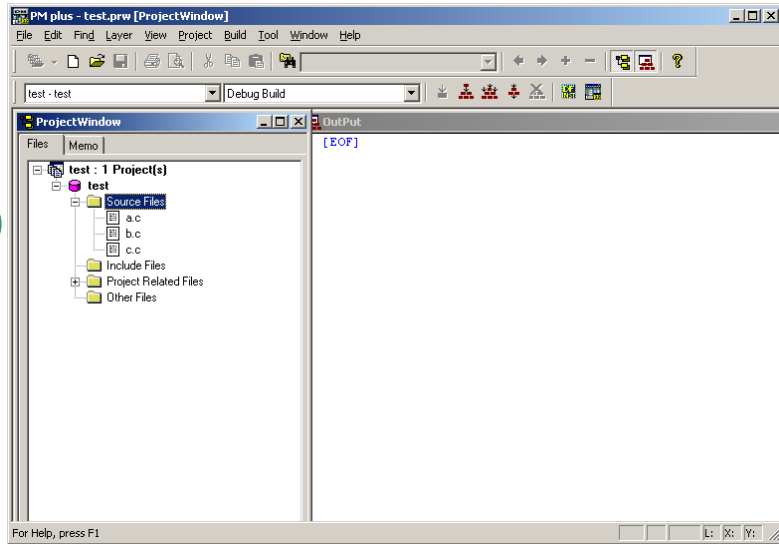 PM plus - test.prw [ProjectWindow]
File Edit Find Layer View Project Build Tool Window Help
test - test Debug Build
ProjectWindow OutPut
Files Memo [EOF]
test : 1 Project(s)
test
Source Files
a.c
b.c
c.c
Include Files
Project Related Files
Other Files
For Help, press F1 L: X: Y: